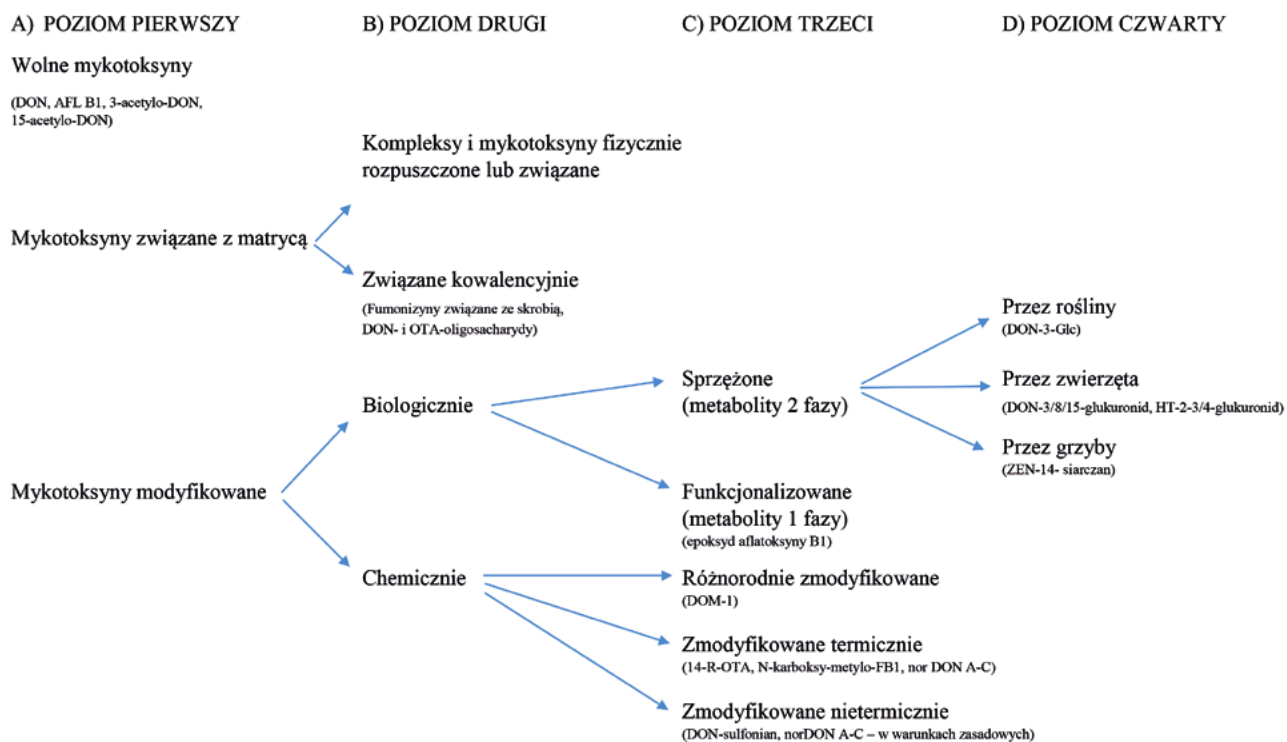 A) POZIOM PIERWSZY
B) POZIOM DRUGI
C) POZIOM TRZECI
D) POZIOM CZWARTY
Wolne mykotoksyny
(DON, AFL B1, 3-acetylo-DON,
15-acetylo-DON)
Kompleksy i mykotoksyny fizycznie
rozpuszczone lub związane
Mykotoksyny związane z matrycą
Związane kowalencyjnie
(Fumonizyny związane ze skrobią,
DON- i OTA-oligosacharydy)
Przez rośliny
(DON-3-Glc)
Sprzężone
(metabolity 2 fazy)
Przez zwierzęta
(DON-3/8/15-glukuronid, HT-2-3/4-glukuronid)
Biologicznie
Przez grzyby
(ZEN-14- siarczan)
Mykotoksyny modyfikowane
Funkcjonalizowane
(metabolity 1 fazy)
(epoksyd aflatoksyny B1)
Chemicznie
Różnorodnie zmodyfikowane
(DOM-1)
Zmodyfikowane termicznie
(14-R-OTA, N-karboksy-metylo-FB1, nor DON A-C)
Zmodyfikowane nietermicznie
(DON-sulfonian, norDON A-C – w warunkach zasadowych)